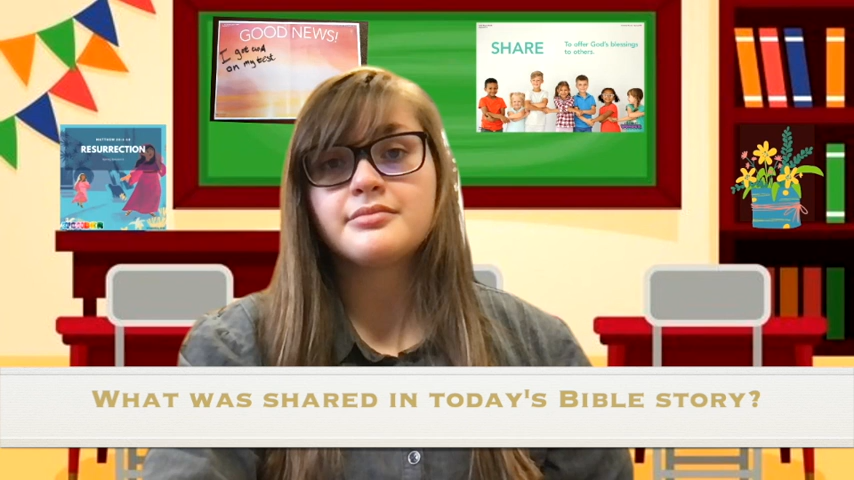 GOOD NEWS!
I got
on my test
SHARE
To offer God's blessings
to others.
RESURRECTION
What was shared in today's Bible story?